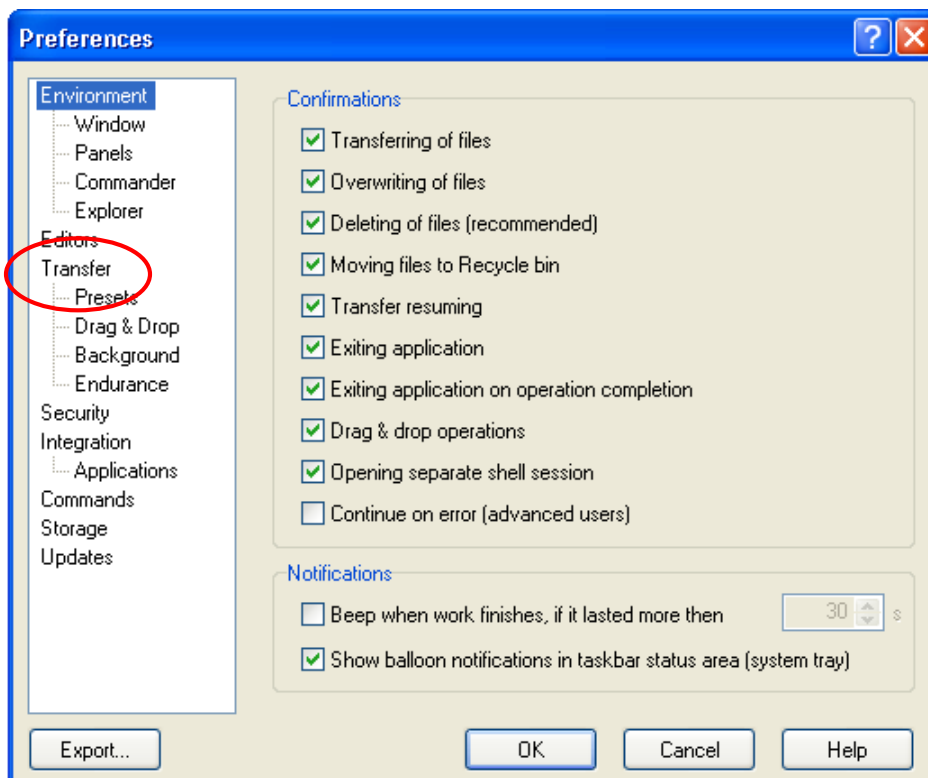 Preferences
Environment
Window
Panels
Commander
Explorer
Editors
Transfer
Presets
Drag & Drop
Background
Endurance
Security
Integration
Applications
Commands
Storage
Updates
Confirmations
Transferring of files
Overwriting of files
Deleting of files (recommended)
Moving files to Recycle bin
Transfer resuming
Exiting application
Exiting application on operation completion
Drag & drop operations
Opening separate shell session
Continue on error (advanced users)
Notifications
Beep when work finishes, if it lasted more then 30 s
Show balloon notifications in taskbar status area (system tray)
Export... OK Cancel Help